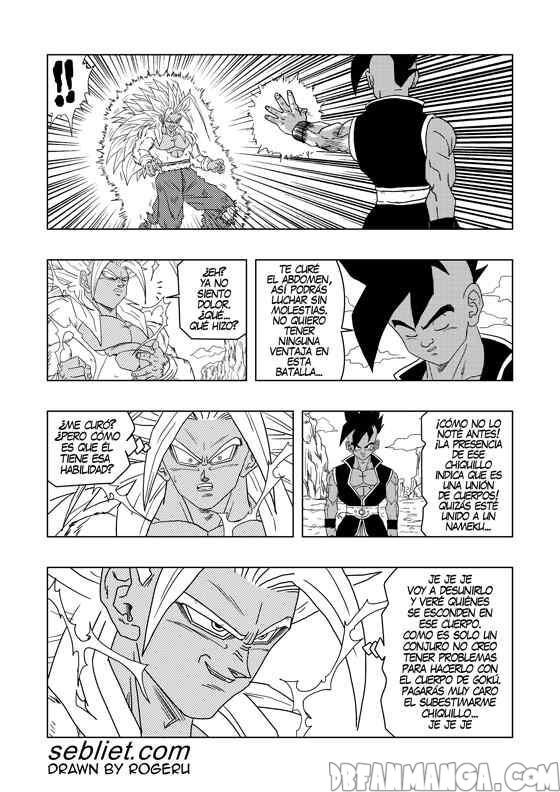 !!
¿EH?
YA NO
SIENTO
DOLOR.
¿QUÉ...
QUÉ HIZO?
TE CURÉ
EL ABDOMEN,
ASÍ PODRÁS
LUCHAR SIN
MOLESTIAS.
NO QUIERO
TENER
NINGUNA
VENTAJA EN
ESTA
BATALLA...
¿ME CURÓ?
¿PERO CÓMO
ES QUE ÉL
TIENE ESA
HABILIDAD?
¡CÓMO NO LO
NOTÉ ANTES!
¡LA PRESENCIA
DE ESE
CHIQUILLO
INDICA QUE ES
UNA UNIÓN
DE CUERPOS!
QUIZÁS ESTÉ
UNIDO A UN
NAMEKU...
JE JE JE
VOY A DESUNIRLO
Y VERÉ QUIÉNES
SE ESCONDEN EN
ESE CUERPO.
COMO ES SOLO UN
CONJURO NO CREO
TENER PROBLEMAS
PARA HACERLO CON
EL CUERPO DE GOKÚ.
PAGARÁS MUY CARO
EL SUBESTIMARME
CHIQUILLO...
JE JE JE
sebliet.com
DRAWN BY ROGERU
DBFANMANGA.COM